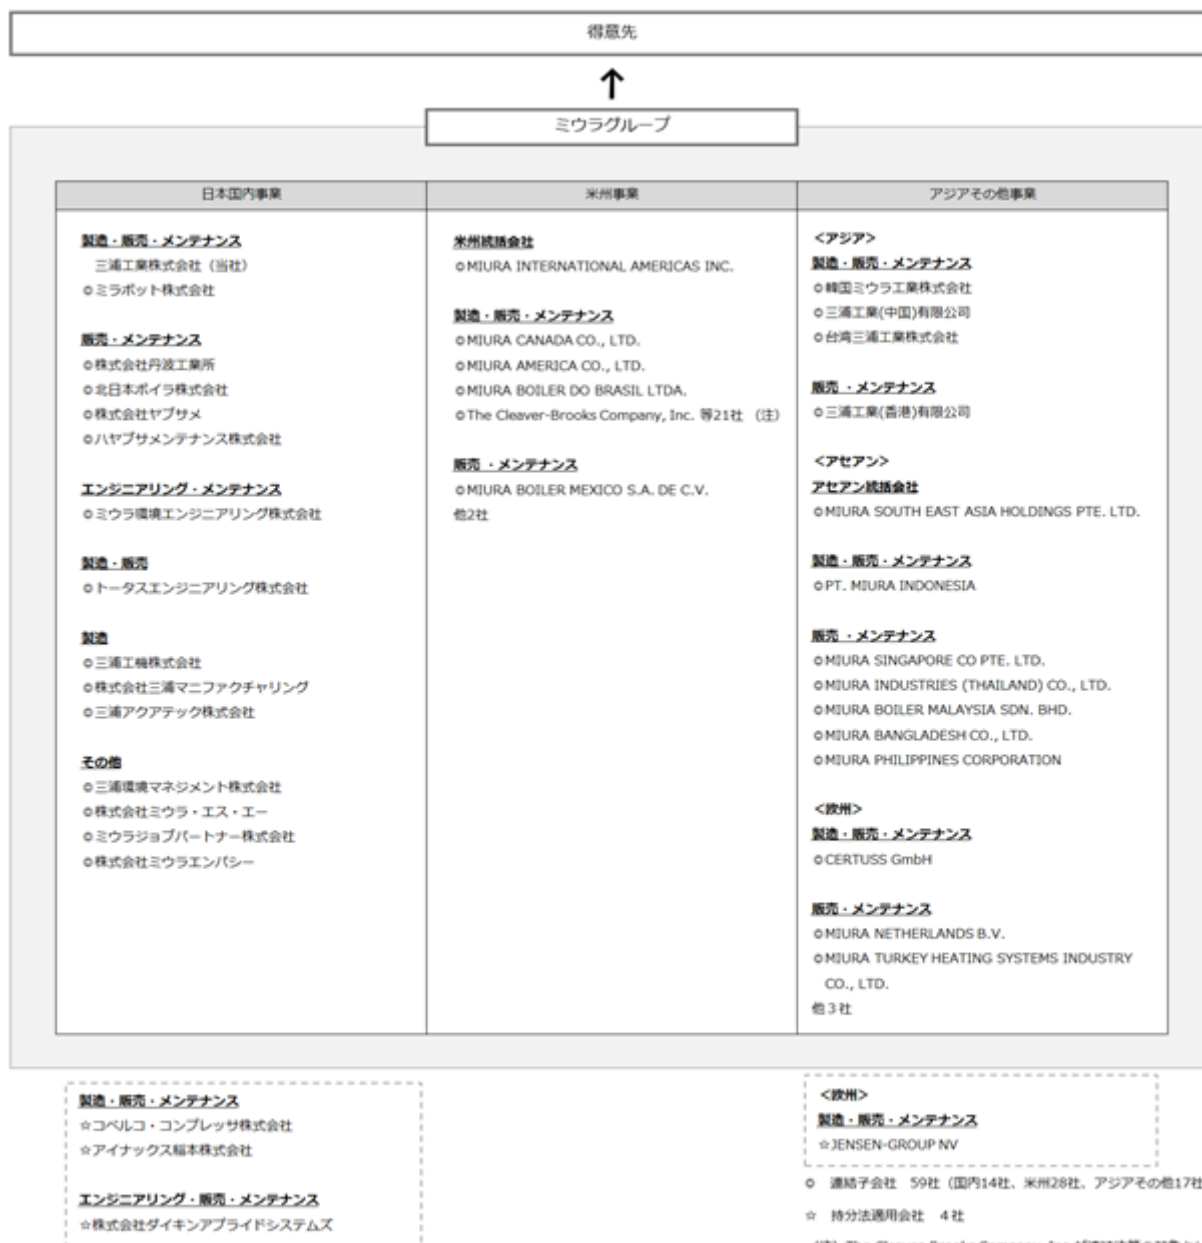 得意先
ミウラグループ
日本国内事業
製造・販売・メンテナンス
三浦工業株式会社（当社）
◎ミラボット株式会社
販売・メンテナンス
◎株式会社丹波工業所
◎北日本ボイラ株式会社
◎株式会社ヤブサメ
◎ハヤブサメンテナンス株式会社
エンジニアリング・メンテナンス
◎ミウラ環境エンジニアリング株式会社
製造・販売
◎トータスエンジニアリング株式会社
製造
◎三浦工機株式会社
◎株式会社三浦マニファクチャリング
◎三浦アクアテック株式会社
その他
◎三浦環境マネジメント株式会社
◎株式会社ミウラ・エス・エー
◎ミウラジョブパートナー株式会社
◎株式会社ミウラエンパシー
米州事業
米州統括会社
◎MIURA INTERNATIONAL AMERICAS INC.
製造・販売・メンテナンス
◎MIURA CANADA CO., LTD.
◎MIURA AMERICA CO., LTD.
◎MIURA BOILER DO BRASIL LTDA.
◎The Cleaver-Brooks Company, Inc. 等21社 （注）
販売 ・メンテナンス
◎MIURA BOILER MEXICO S.A. DE C.V.
他2社
アジアその他事業
＜アジア＞
製造・販売・メンテナンス
◎韓国ミウラ工業株式会社
◎三浦工業(中国)有限公司
◎台湾三浦工業株式会社
販売 ・メンテナンス
◎三浦工業(香港)有限公司
＜アセアン＞
アセアン統括会社
◎MIURA SOUTH EAST ASIA HOLDINGS PTE. LTD.
製造・販売・メンテナンス
◎PT. MIURA INDONESIA
販売 ・メンテナンス
◎MIURA SINGAPORE CO PTE. LTD.
◎MIURA INDUSTRIES (THAILAND) CO., LTD.
◎MIURA BOILER MALAYSIA SDN. BHD.
◎MIURA BANGLADESH CO., LTD.
◎MIURA PHILIPPINES CORPORATION
＜欧州＞
製造・販売・メンテナンス
◎CERTUSS GmbH
販売・メンテナンス
◎MIURA NETHERLANDS B.V.
◎MIURA TURKEY HEATING SYSTEMS INDUSTRY
CO., LTD.
他３社
製造・販売・メンテナンス
☆コベルコ・コンプレッサ株式会社
☆アイナックス稲本株式会社
エンジニアリング・販売・メンテナンス
☆株式会社ダイキンアプライドシステムズ
＜欧州＞
製造・販売・メンテナンス
☆JENSEN-GROUP NV
◎ 連結子会社 59社（国内14社、米州28社、アジアその他17社
☆ 持分法適用会社 ４社